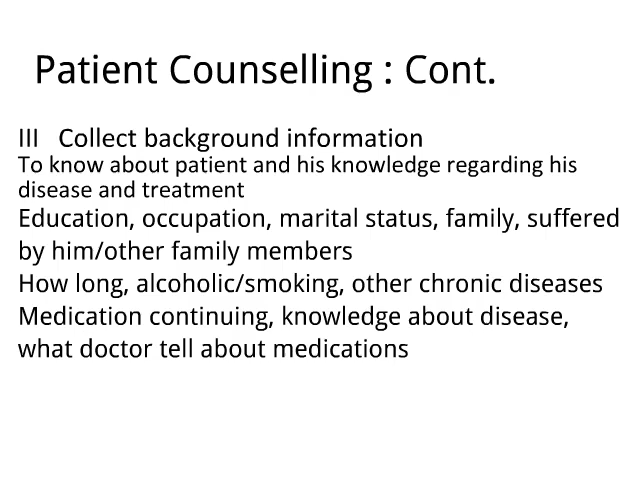 Patient Counselling : Cont.
III Collect background information
To know about patient and his knowledge regarding his
disease and treatment
Education, occupation, marital status, family, suffered
by him/other family members
How long, alcoholic/smoking, other chronic diseases
Medication continuing, knowledge about disease,
what doctor tell about medications